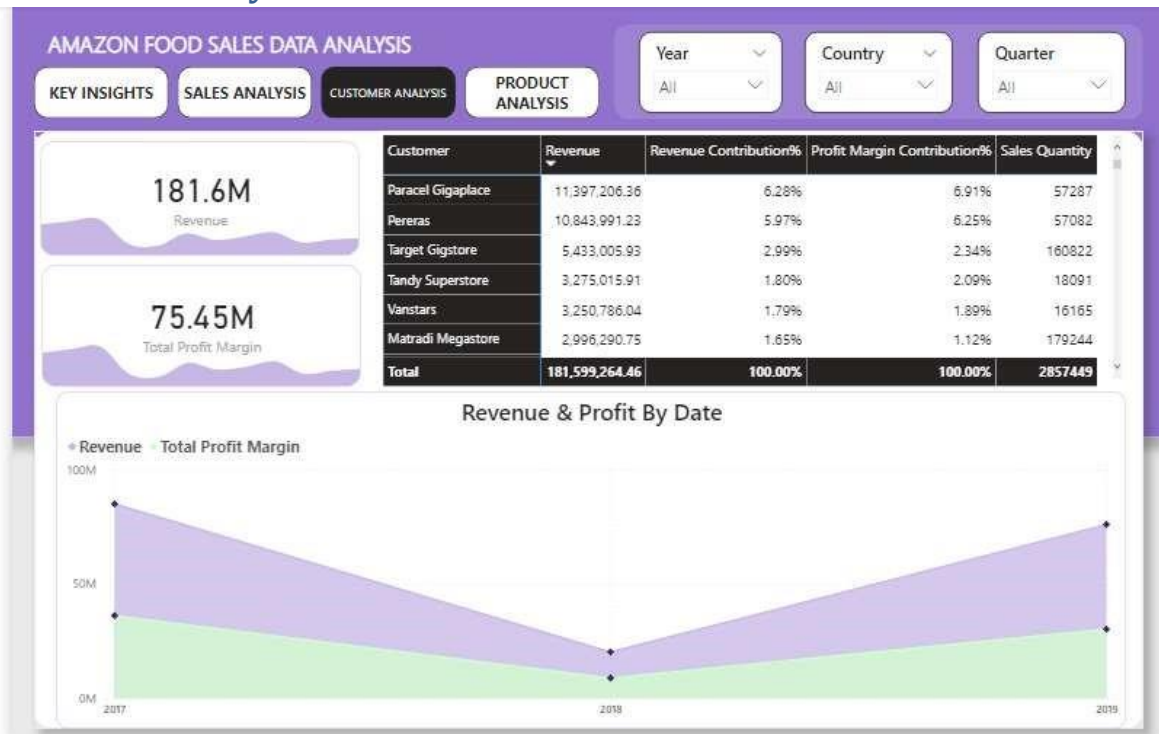 AMAZON FOOD SALES DATA ANALYSIS
KEY INSIGHTS
SALES ANALYSIS
CUSTOMER ANALYSIS
PRODUCT
ANALYSIS
Year
All
Country
All
Quarter
All
181.6M
Revenue
75.45M
Total Profit Margin
Customer Revenue Revenue Contribution% Profit Margin Contribution% Sales Quantity
Paracel Gigaplace 11,397,206.36 6.28% 6.91% 57287
Pereras 10,843,991.23 5.97% 6.25% 57082
Target Gigstore 5,433,005.93 2.99% 2.34% 160822
Tandy Superstore 3,275,015.91 1.80% 2.09% 18091
Vanstars 3,250,786.04 1.79% 1.89% 16165
Matradi Megastore 2,996,290.75 1.65% 1.12% 179244
Total 181,599,264.46 100.00% 100.00% 2857449
Revenue & Profit By Date
Revenue Total Profit Margin
100M
50M
0M
2017 2018 2019